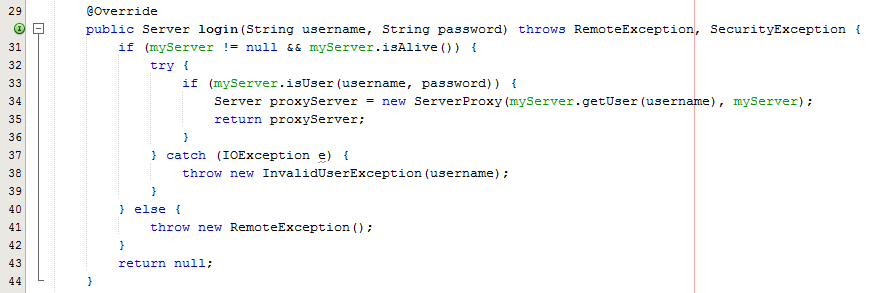 29 @Override
public Server login(String username, String password) throws RemoteException, SecurityException {
31 if (myServer != null && myServer.isAlive()) {
32 try {
33 if (myServer.isUser(username, password)) {
34 Server proxyServer = new ServerProxy(myServer.getUser(username), myServer);
35 return proxyServer;
36 }
37 } catch (IOException e) {
38 throw new InvalidUserException(username);
39 }
40 } else {
41 throw new RemoteException();
42 }
43 return null;
44 }